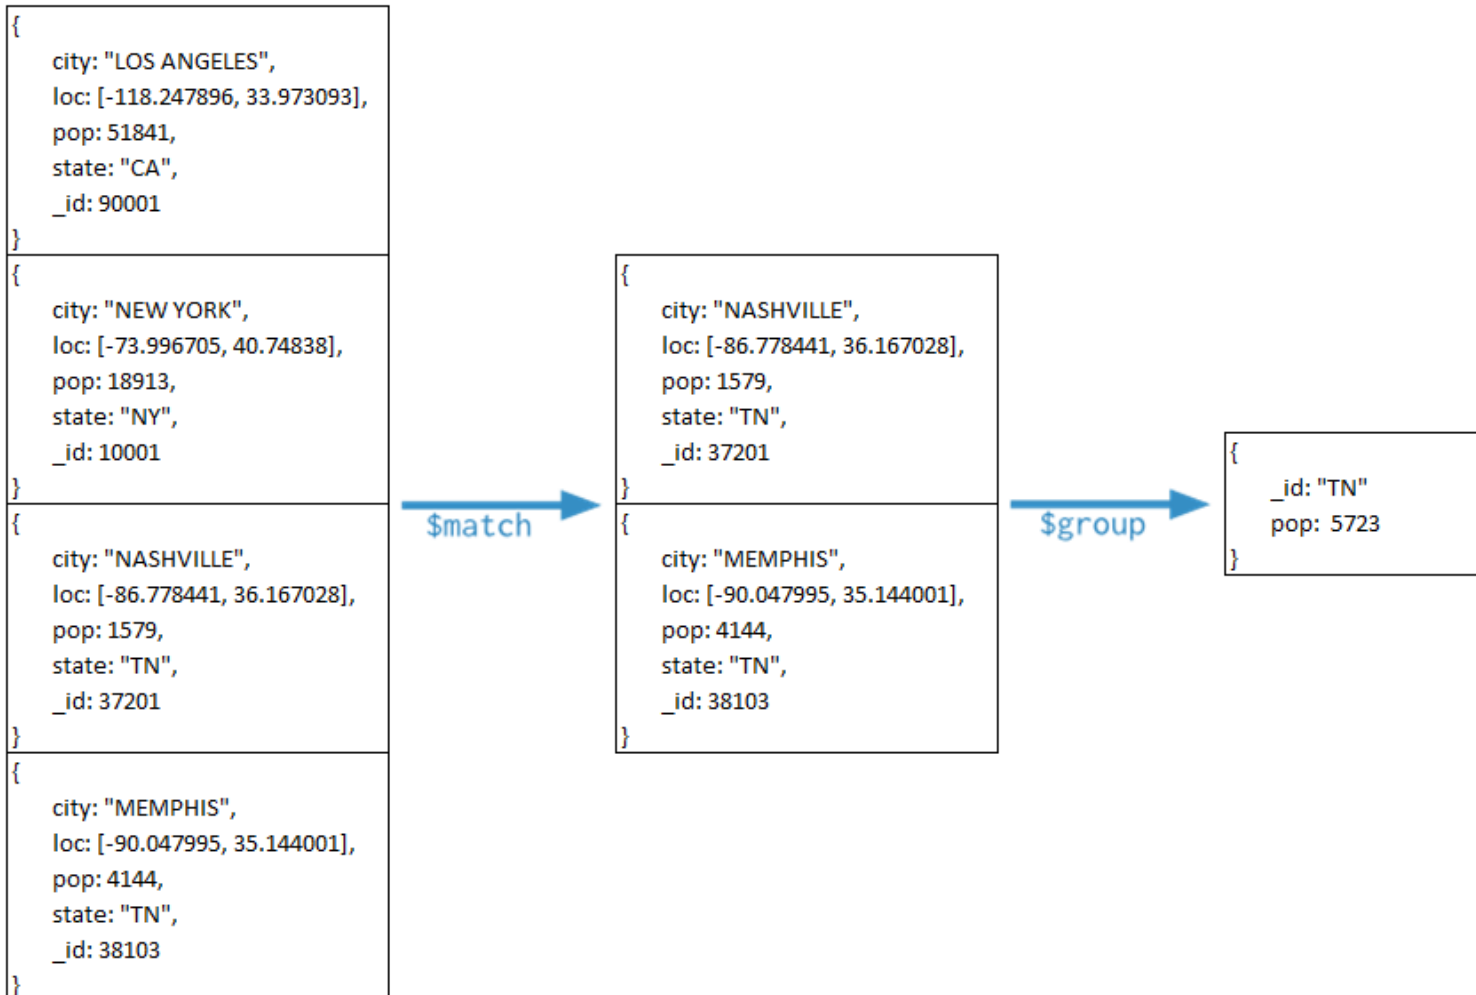 {
city: "LOS ANGELES",
loc: [-118.247896, 33.973093],
pop: 51841,
state: "CA",
_id: 90001
}
{
city: "NEW YORK",
loc: [-73.996705, 40.74838],
pop: 18913,
state: "NY",
_id: 10001
}
{
city: "NASHVILLE",
loc: [-86.778441, 36.167028],
pop: 1579,
state: "TN",
_id: 37201
}
{
city: "MEMPHIS",
loc: [-90.047995, 35.144001],
pop: 4144,
state: "TN",
_id: 38103
}
$match
{
city: "NASHVILLE",
loc: [-86.778441, 36.167028],
pop: 1579,
state: "TN",
_id: 37201
}
{
city: "MEMPHIS",
loc: [-90.047995, 35.144001],
pop: 4144,
state: "TN",
_id: 38103
}
$group
{
_id: "TN"
pop: 5723
}